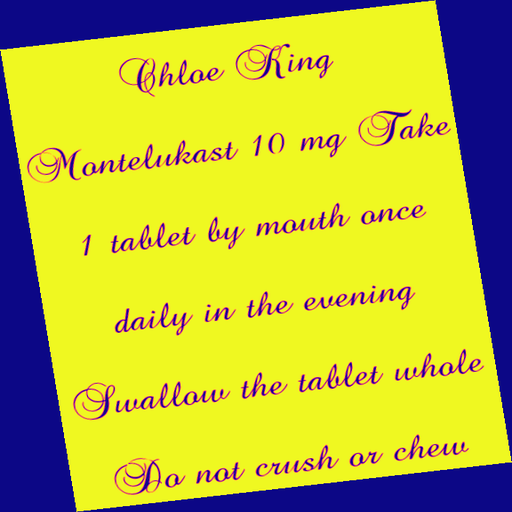 Chloe King
Montelukast 10 mg Take
1 tablet by mouth once
daily in the evening
Swallow the tablet whole
Do not crush or chew